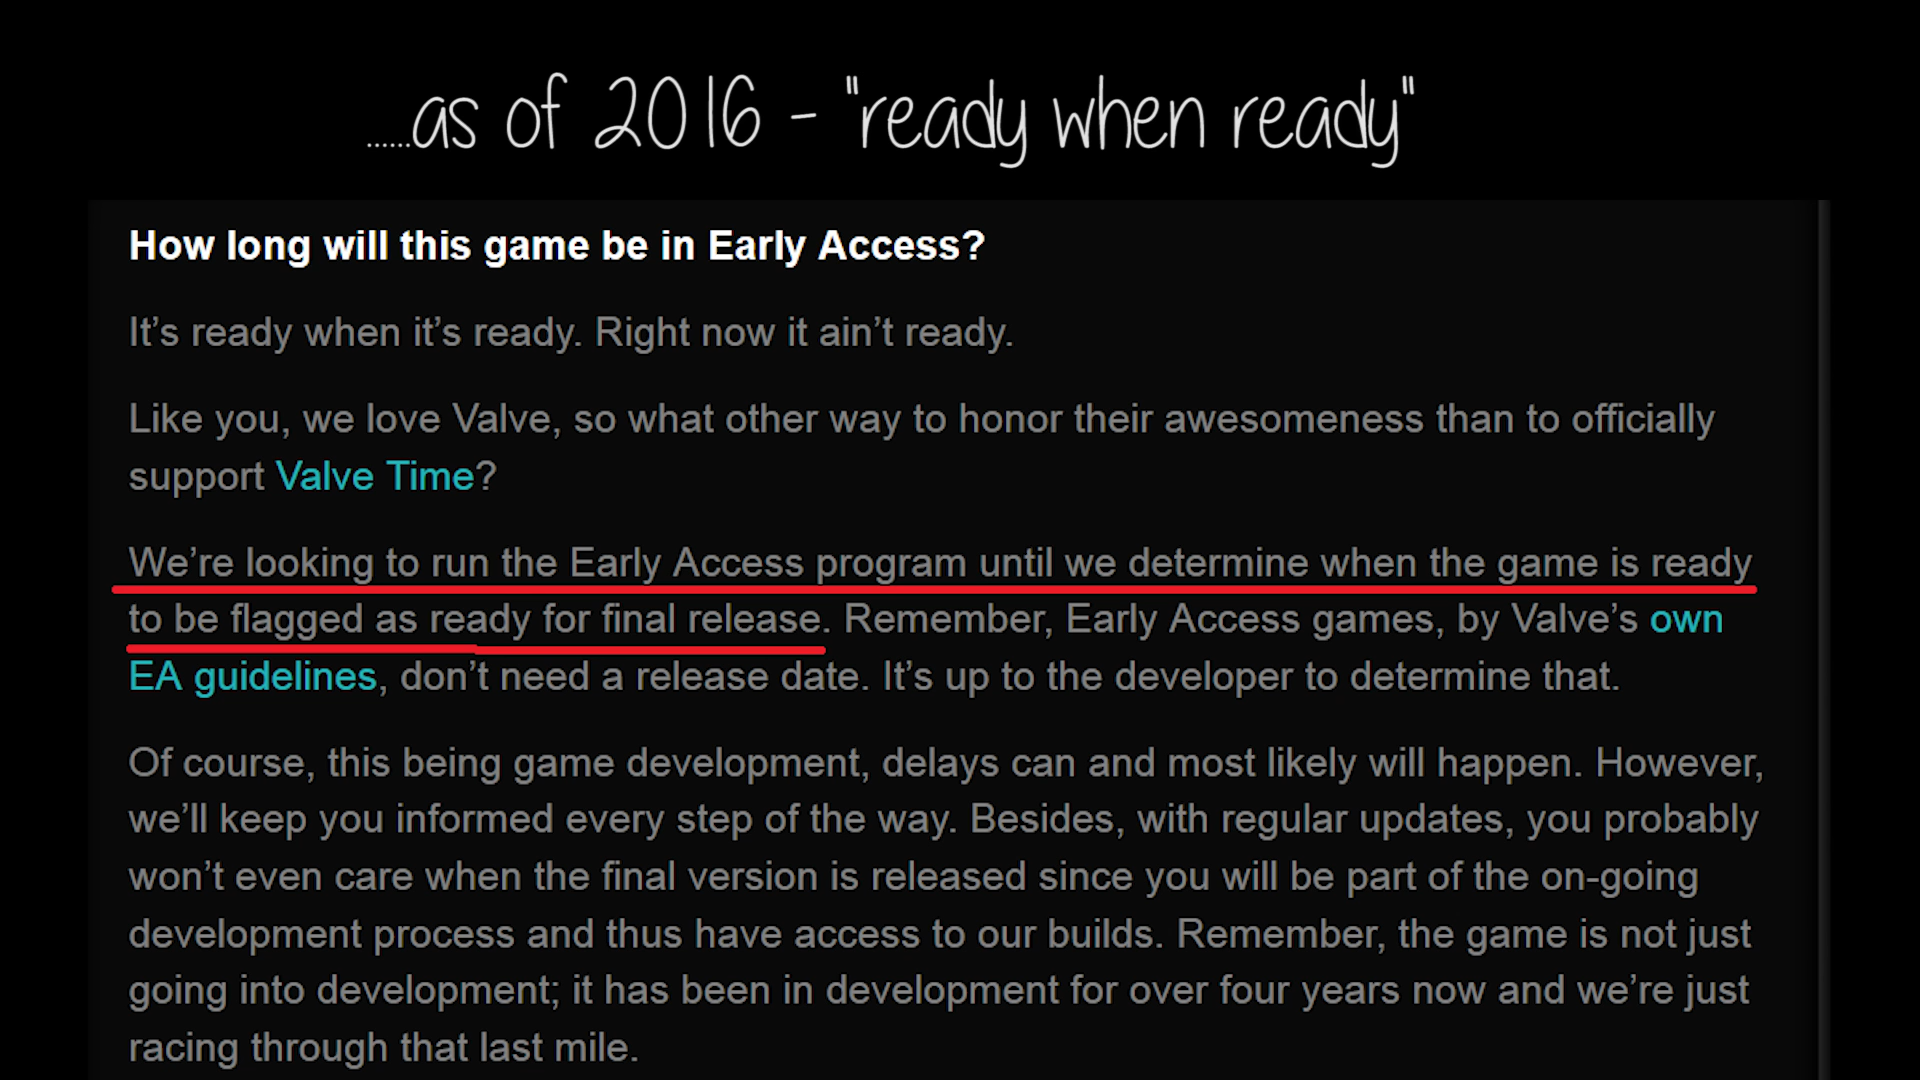 ......as of 2016 - "ready when ready"
How long will this game be in Early Access?
It’s ready when it’s ready. Right now it ain’t ready.
Like you, we love Valve, so what other way to honor their awesomeness than to officially
support Valve Time?
We’re looking to run the Early Access program until we determine when the game is ready
to be flagged as ready for final release. Remember, Early Access games, by Valve’s own
EA guidelines, don’t need a release date. It’s up to the developer to determine that.
Of course, this being game development, delays can and most likely will happen. However,
we’ll keep you informed every step of the way. Besides, with regular updates, you probably
won’t even care when the final version is released since you will be part of the on-going
development process and thus have access to our builds. Remember, the game is not just
going into development; it has been in development for over four years now and we’re just
racing through that last mile.